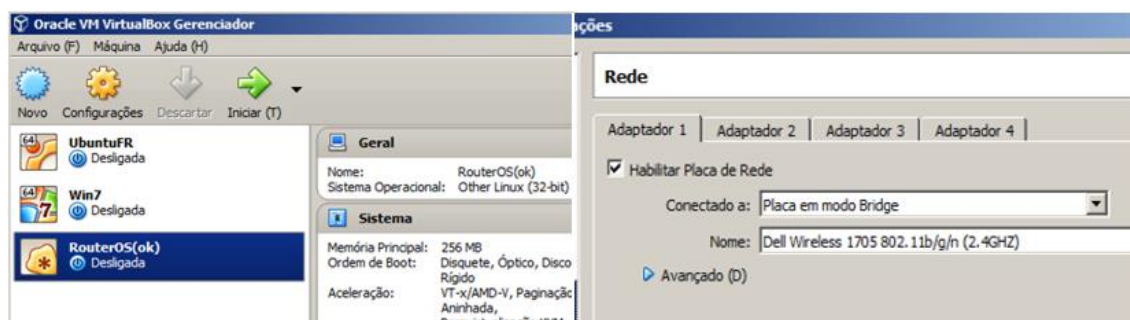 Oracle VM VirtualBox Gerenciador
Arquivo (F) Máquina Ajuda (H)
Novo Configurações Descartar Iniciar (T)
64
UbuntuFR
Desligada
64
7
Win7
Desligada
RouterOS(ok)
Desligada
Geral
Nome: RouterOS(ok)
Sistema Operacional: Other Linux (32-bit)
Sistema
Memória Principal: 256 MB
Ordem de Boot: Disquete, Óptico, Disco
Rígido
Aceleração: VT-x/AMD-V, Paginação
Aninhada,
ções
Rede
Adaptador 1 Adaptador 2 Adaptador 3 Adaptador 4
Habilitar Placa de Rede
Conectado a: Placa em modo Bridge
Nome: Dell Wireless 1705 802.11b/g/n (2.4GHZ)
Avançado (D)